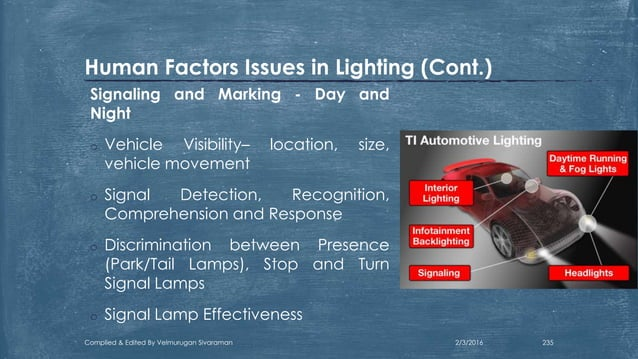 Human Factors Issues in Lighting (Cont.)
Signaling and Marking - Day and
Night
o Vehicle Visibility– location, size,
vehicle movement
o Signal Detection, Recognition,
Comprehension and Response
o Discrimination between Presence
(Park/Tail Lamps), Stop and Turn
Signal Lamps
o Signal Lamp Effectiveness
TI Automotive Lighting
Daytime Running
& Fog Lights
Interior
Lighting
Infotainment
Backlighting
Signaling
Headlights
Complied & Edited By Velmurugan Sivaraman
2/3/2016
235